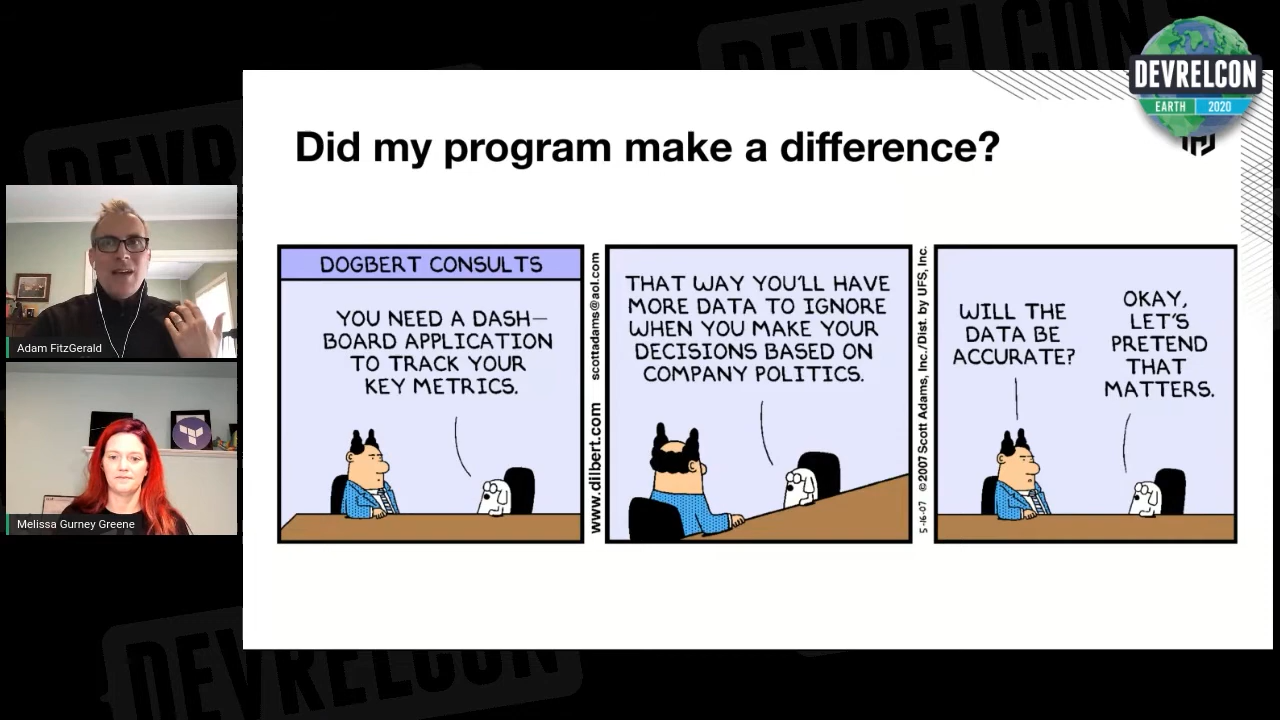 DEVRELCON
EARTH 2020
Did my program make a difference?
DOGBERT CONSULTS
YOU NEED A DASH—
BOARD APPLICATION
TO TRACK YOUR
KEY METRICS.
www.dilbert.com scottadams@aol.com
THAT WAY YOU'LL HAVE
MORE DATA TO IGNORE
WHEN YOU MAKE YOUR
DECISIONS BASED ON
COMPANY POLITICS.
5-16-07 ©2007 Scott Adams, Inc./Dist. by UFS, Inc.
WILL THE
DATA BE
ACCURATE?
OKAY,
LET'S
PRETEND
THAT
MATTERS.
Adam FitzGerald
Melissa Gurney Greene
DEVRELCON
DEVRELCON
DEVRELCON